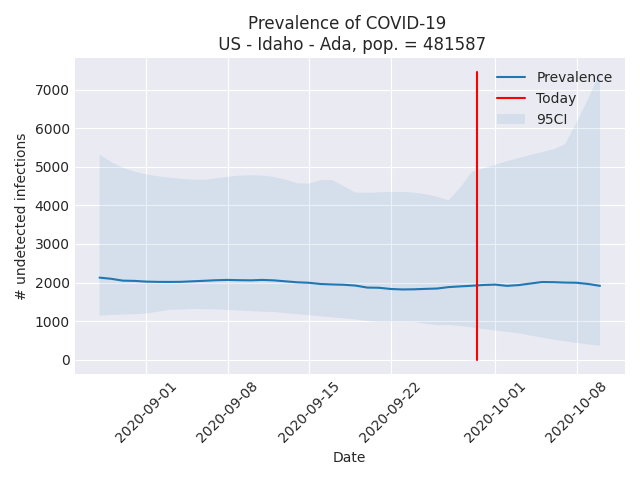 Prevalence of COVID-19
US - Idaho - Ada, pop. = 481587
7000
6000
5000
4000
3000
2000
1000
0
# undetected infections
Prevalence
Today
95CI
2020-09-01
2020-09-08
2020-09-15
2020-09-22
2020-10-01
2020-10-08
Date